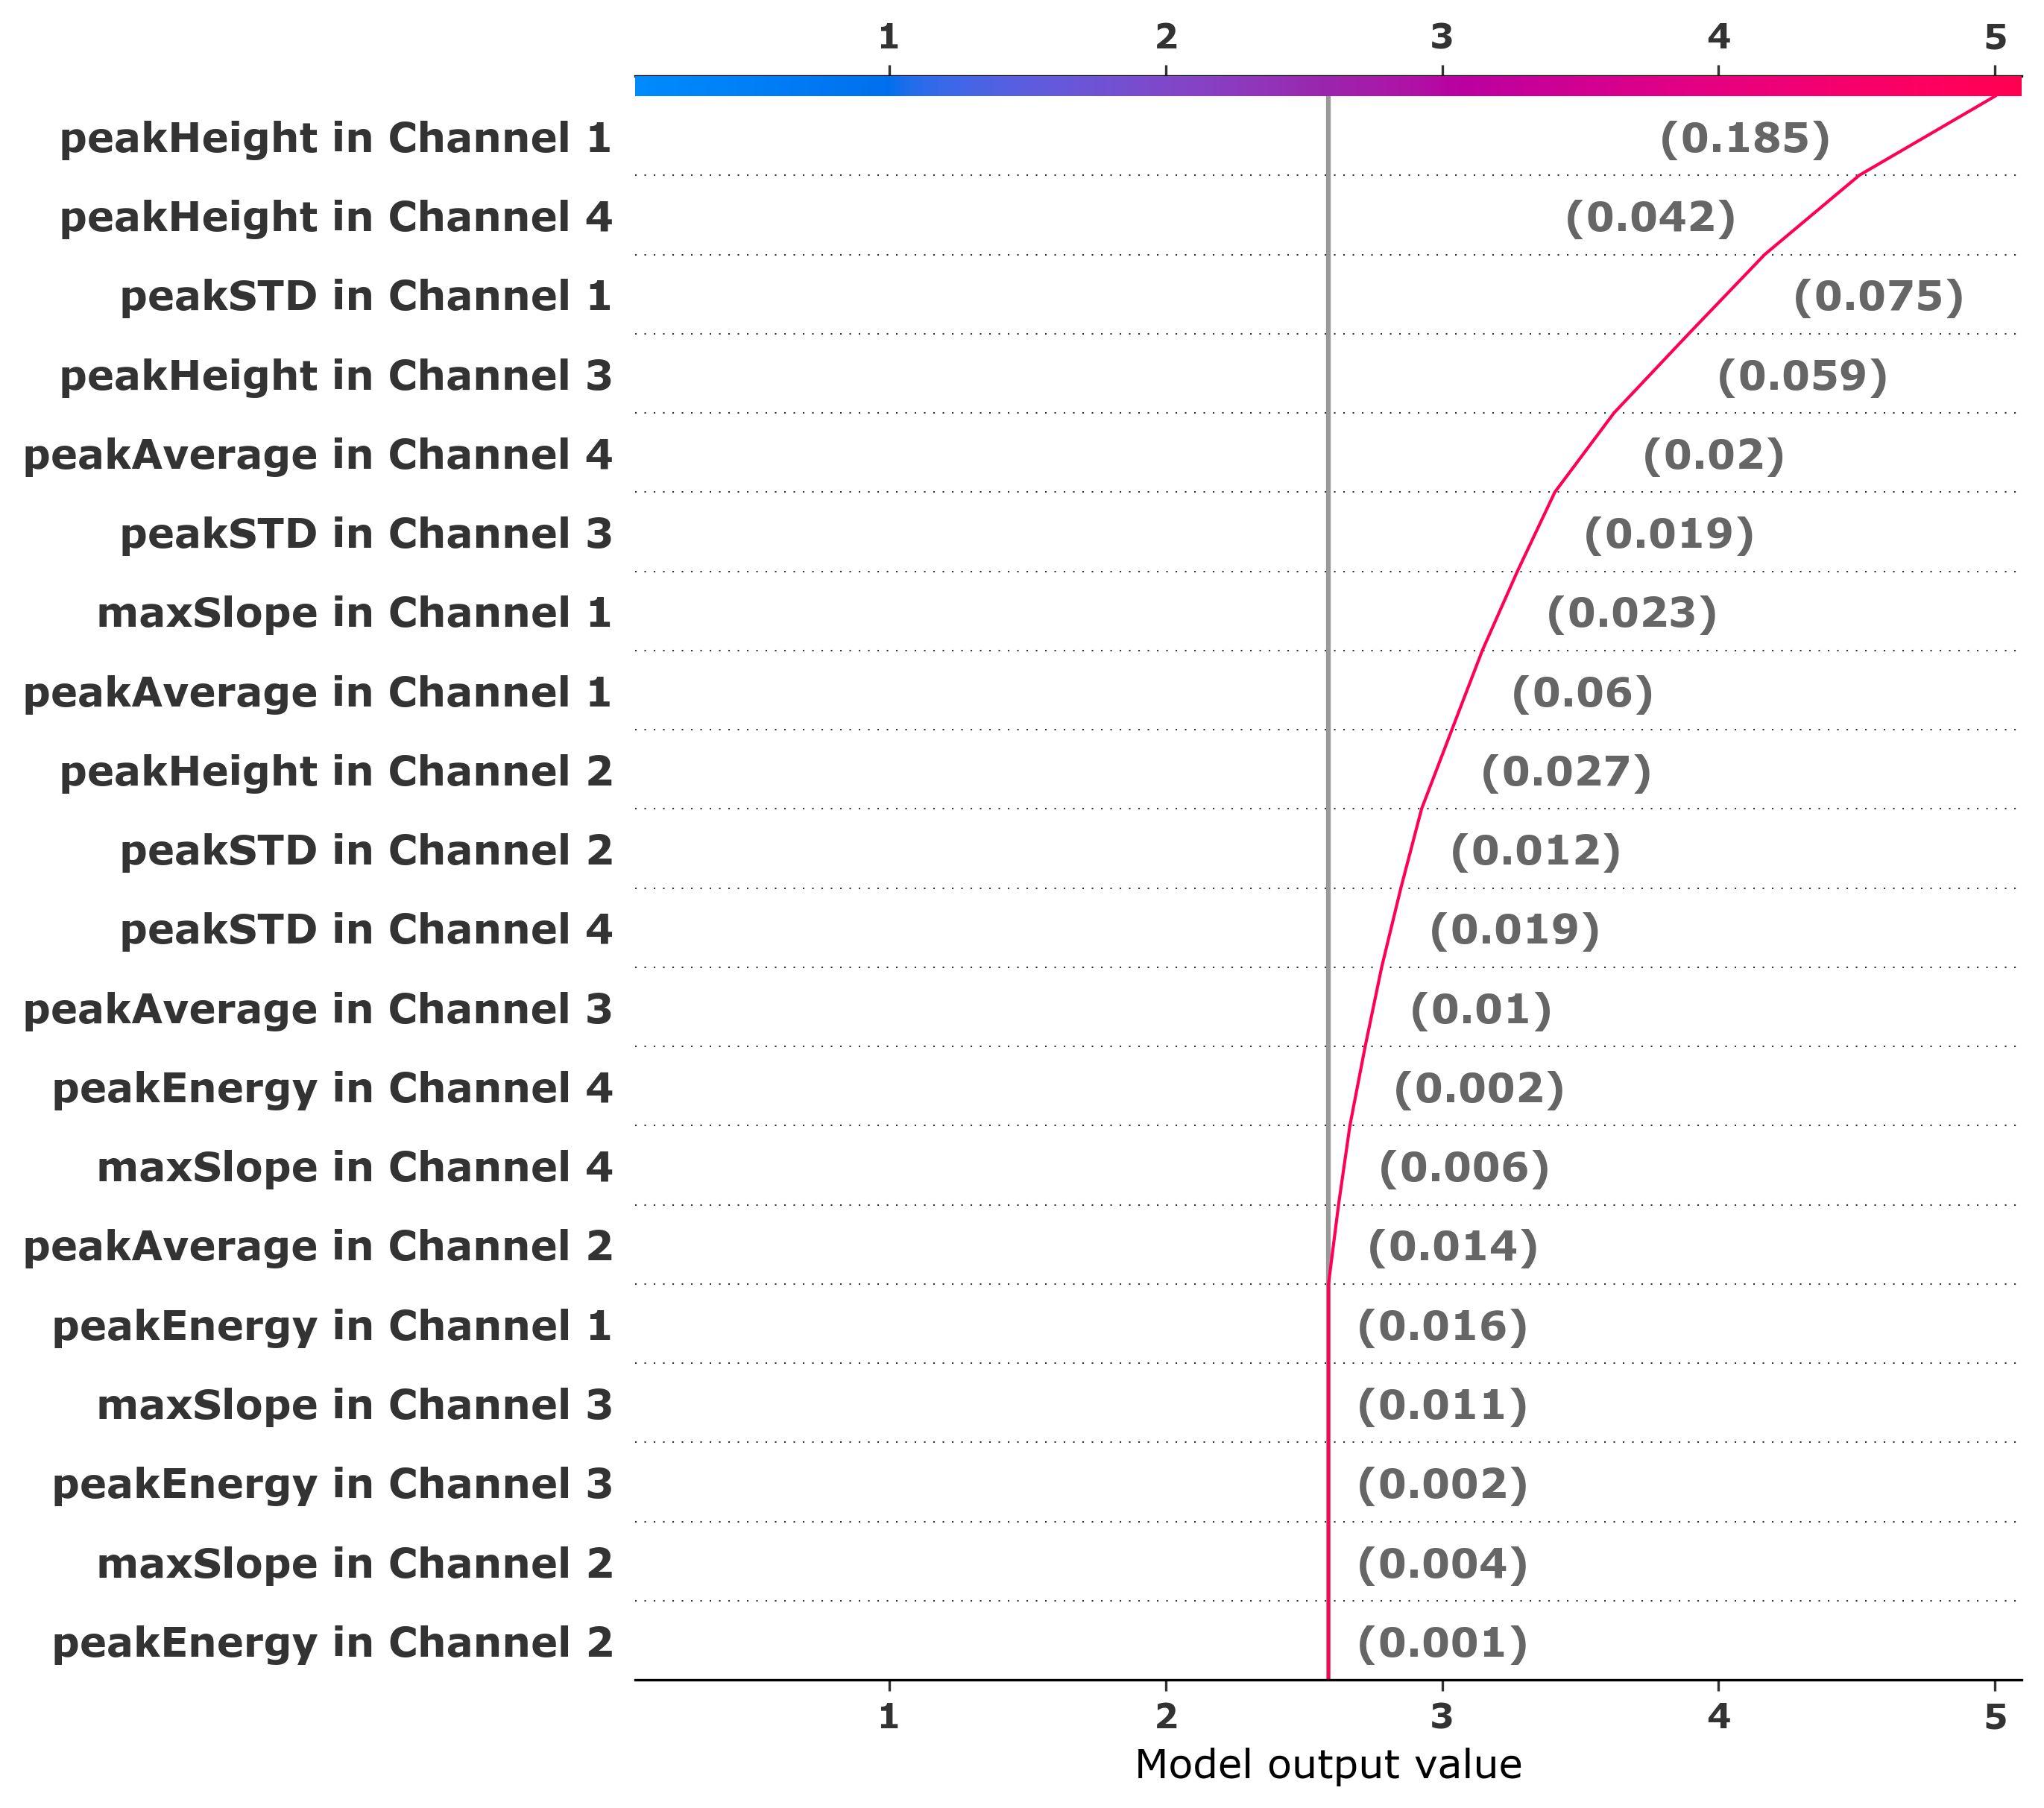 1 2 3 4 5
peakHeight in Channel 1 (0.185)
peakHeight in Channel 4 (0.042)
peakSTD in Channel 1 (0.075)
peakHeight in Channel 3 (0.059)
peakAverage in Channel 4 (0.02)
peakSTD in Channel 3 (0.019)
maxSlope in Channel 1 (0.023)
peakAverage in Channel 1 (0.06)
peakHeight in Channel 2 (0.027)
peakSTD in Channel 2 (0.012)
peakSTD in Channel 4 (0.019)
peakAverage in Channel 3 (0.01)
peakEnergy in Channel 4 (0.002)
maxSlope in Channel 4 (0.006)
peakAverage in Channel 2 (0.014)
peakEnergy in Channel 1 (0.016)
maxSlope in Channel 3 (0.011)
peakEnergy in Channel 3 (0.002)
maxSlope in Channel 2 (0.004)
peakEnergy in Channel 2 (0.001)
1 2 3 4 5
Model output value